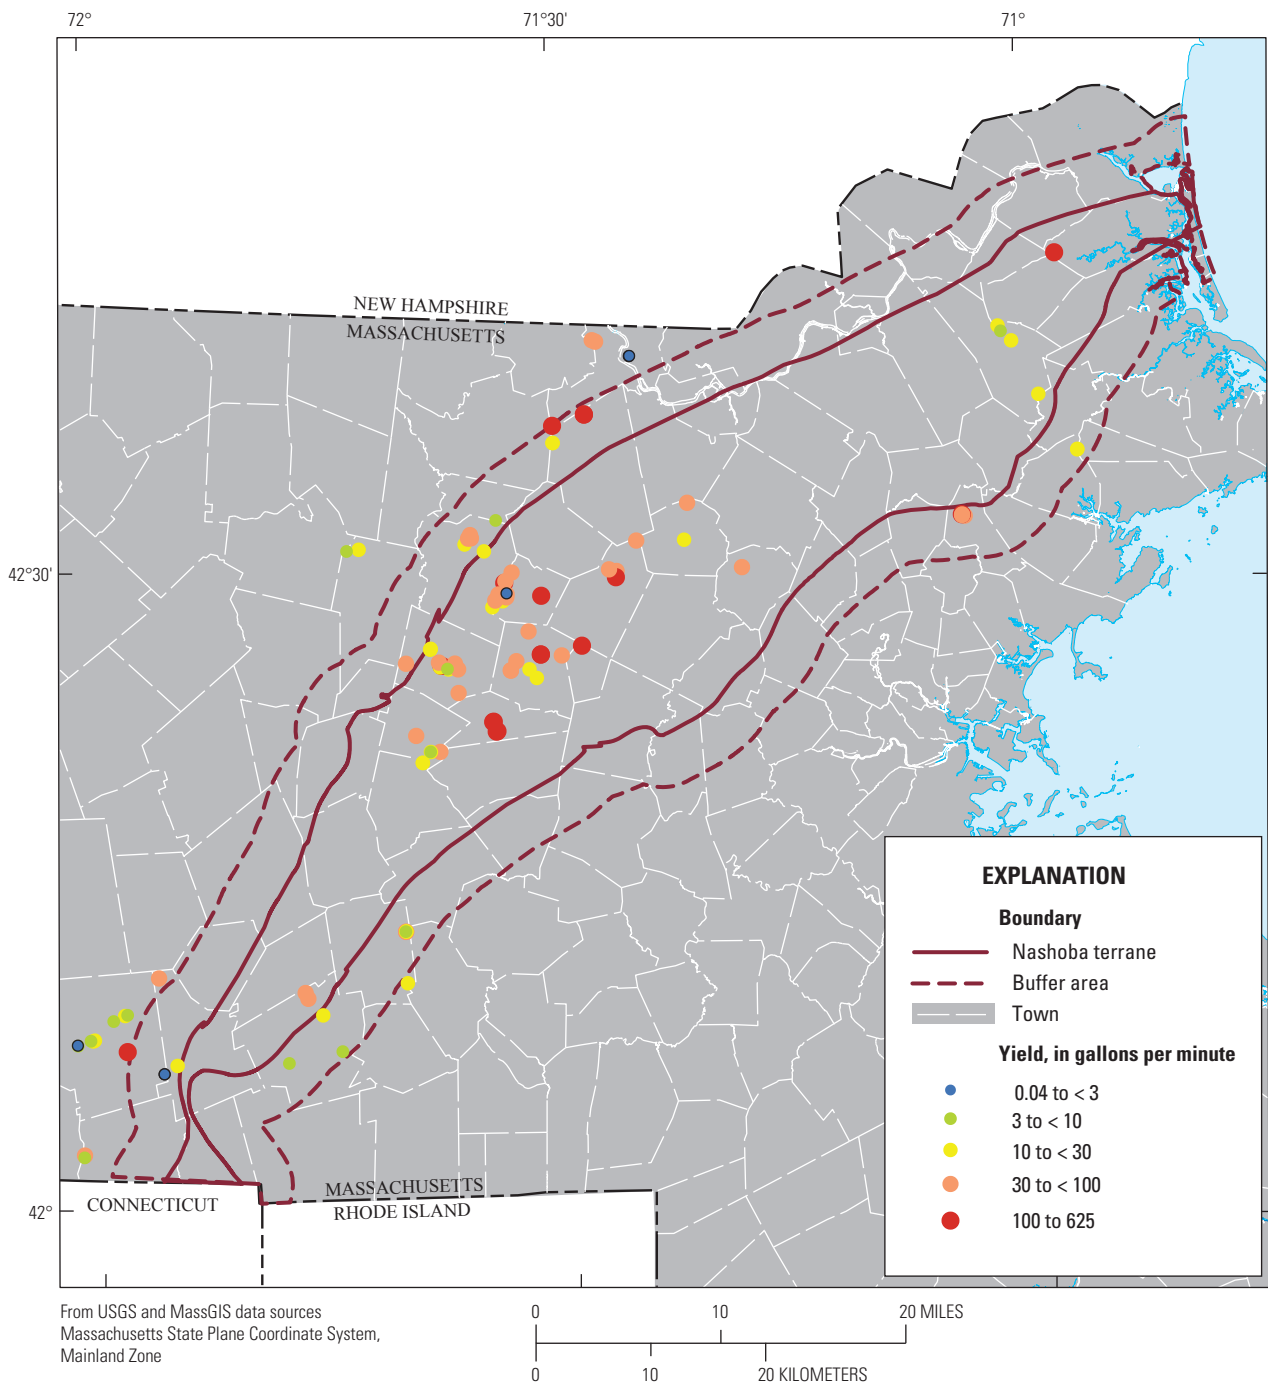 72°
71°30'
71°
NEW HAMPSHIRE
MASSACHUSETTS
42°30'
42°
CONNECTICUT
MASSACHUSETTS
RHODE ISLAND
EXPLANATION
Boundary
Nashoba terrane
Buffer area
Town
Yield, in gallons per minute
0.04 to < 3
3 to < 10
10 to < 30
30 to < 100
100 to 625
From USGS and MassGIS data sources
Massachusetts State Plane Coordinate System,
Mainland Zone
0 10 20 MILES
0 10 20 KILOMETERS